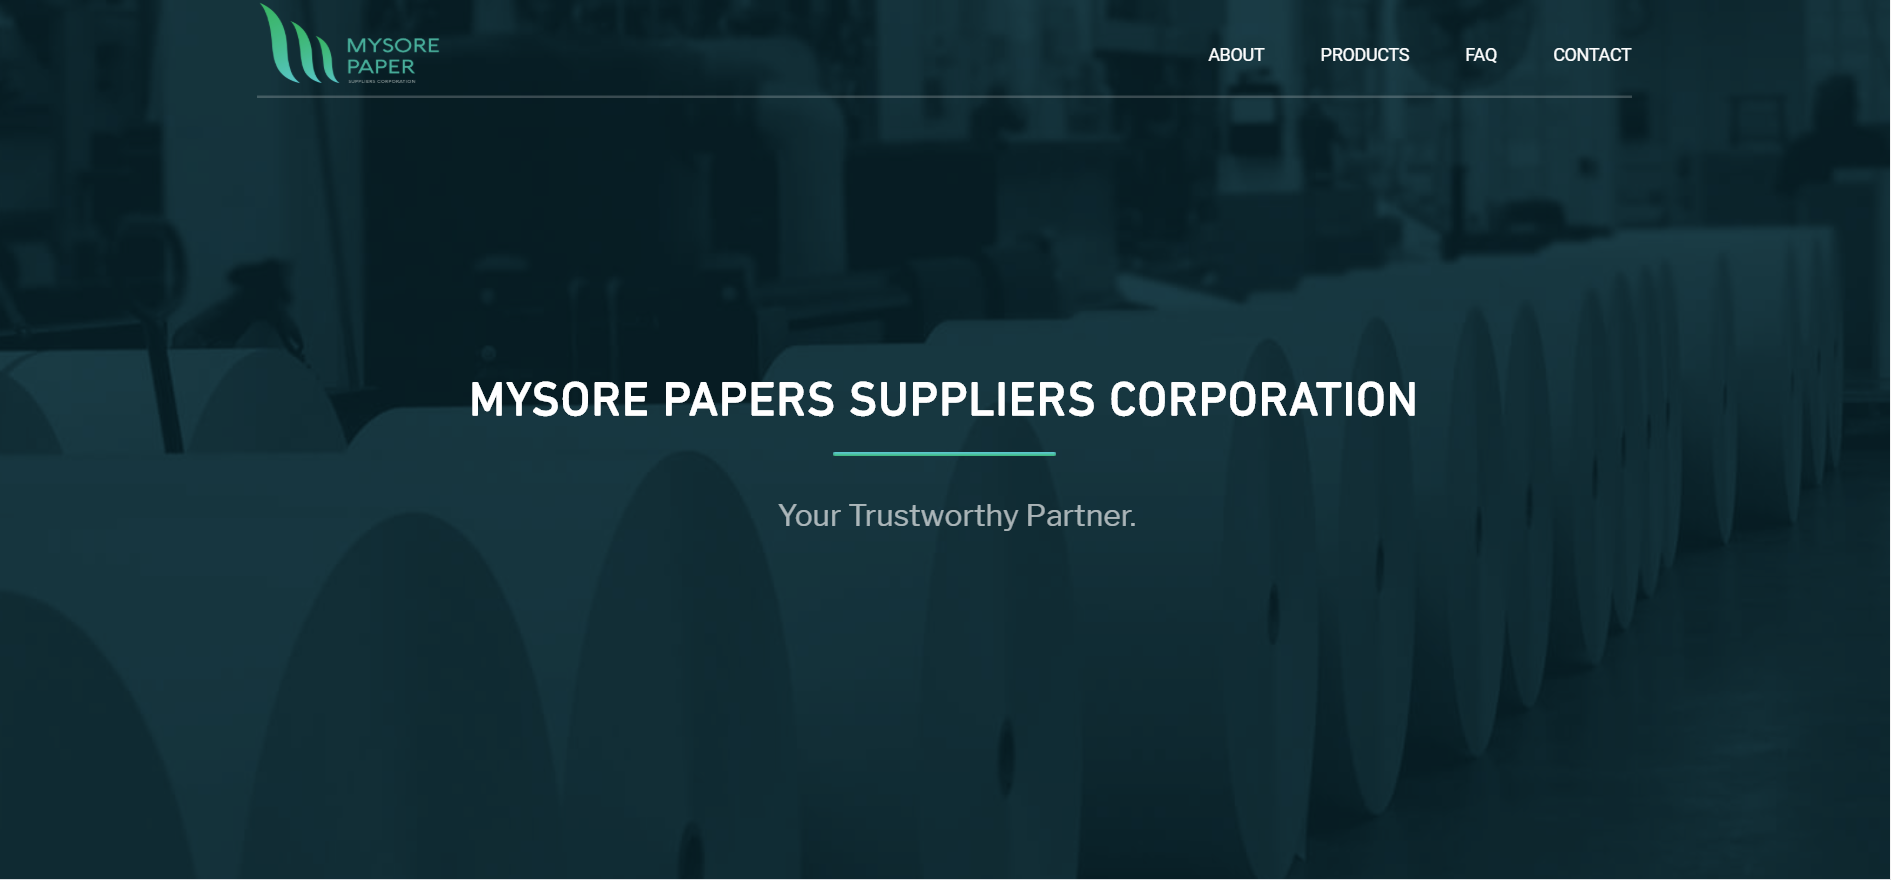 MYSORE
PAPER
SUPPLIERS CORPORATION
ABOUT PRODUCTS FAQ CONTACT
MYSORE PAPERS SUPPLIERS CORPORATION
Your Trustworthy Partner.